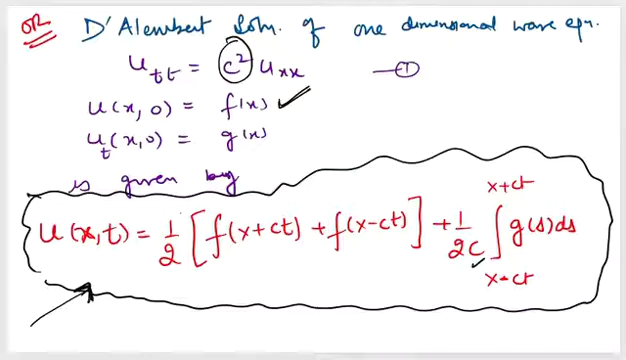 OR D'Alembert Soln. of one dimensional wave eqn.
u_tt = c² u_xx —①
u(x, 0) = f(x) ✓
u_t(x, 0) = g(x)
is given by
u(x, t) = 1/2 [f(x+ct) + f(x-ct)] + 1/2c ∫_{x-ct}^{x+ct} g(s)ds